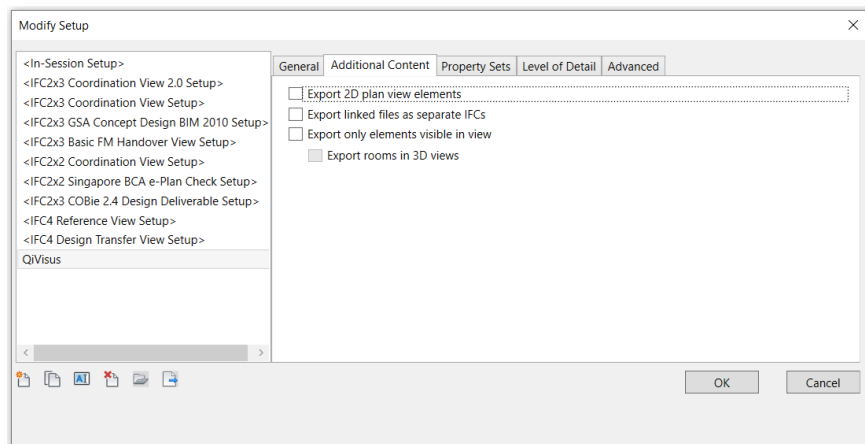 Modify Setup
<In-Session Setup>
<IFC2x3 Coordination View 2.0 Setup>
<IFC2x3 Coordination View Setup>
<IFC2x3 GSA Concept Design BIM 2010 Setup>
<IFC2x3 Basic FM Handover View Setup>
<IFC2x2 Coordination View Setup>
<IFC2x2 Singapore BCA e-Plan Check Setup>
<IFC2x3 COBie 2.4 Design Deliverable Setup>
<IFC4 Reference View Setup>
<IFC4 Design Transfer View Setup>
QiVisus
General Additional Content Property Sets Level of Detail Advanced
Export 2D plan view elements
Export linked files as separate IFCs
Export only elements visible in view
Export rooms in 3D views
OK Cancel